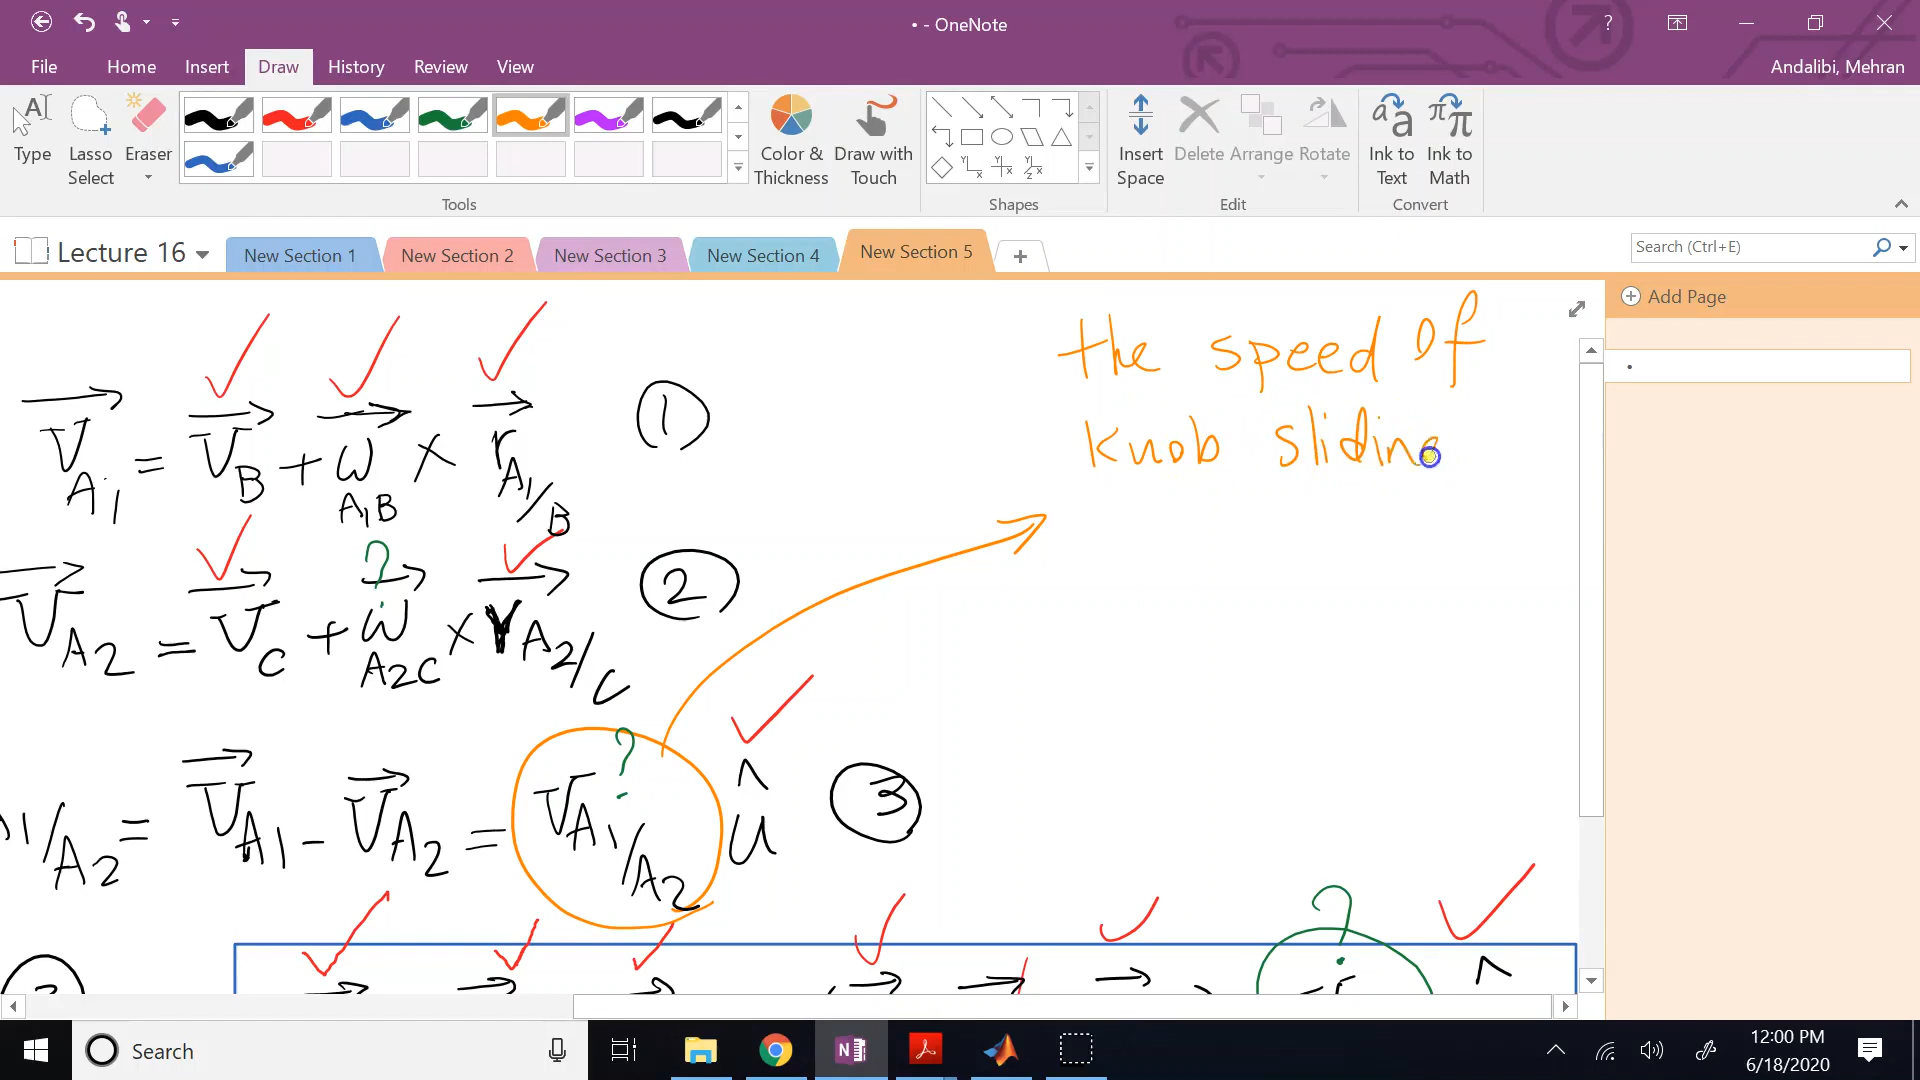 • - OneNote
?
File Home Insert Draw History Review View
Andalibi, Mehran
Type
Lasso Select
Eraser
Color & Thickness
Draw with Touch
Insert Space
Delete
Arrange
Rotate
Ink to Text
Ink to Math
Tools
Shapes
Edit
Convert
Lecture 16
New Section 1
New Section 2
New Section 3
New Section 4
New Section 5
+
Search (Ctrl+E)
Add Page
•
the speed of
knob sliding
V A1 = V B + ω A1B × r A1/B ①
V A2 = V C + ? ω A2C × r A2/C ②
A1/A2 = V A1 - V A2 = ? V A1/A2 û ③
?
Search
12:00 PM
6/18/2020